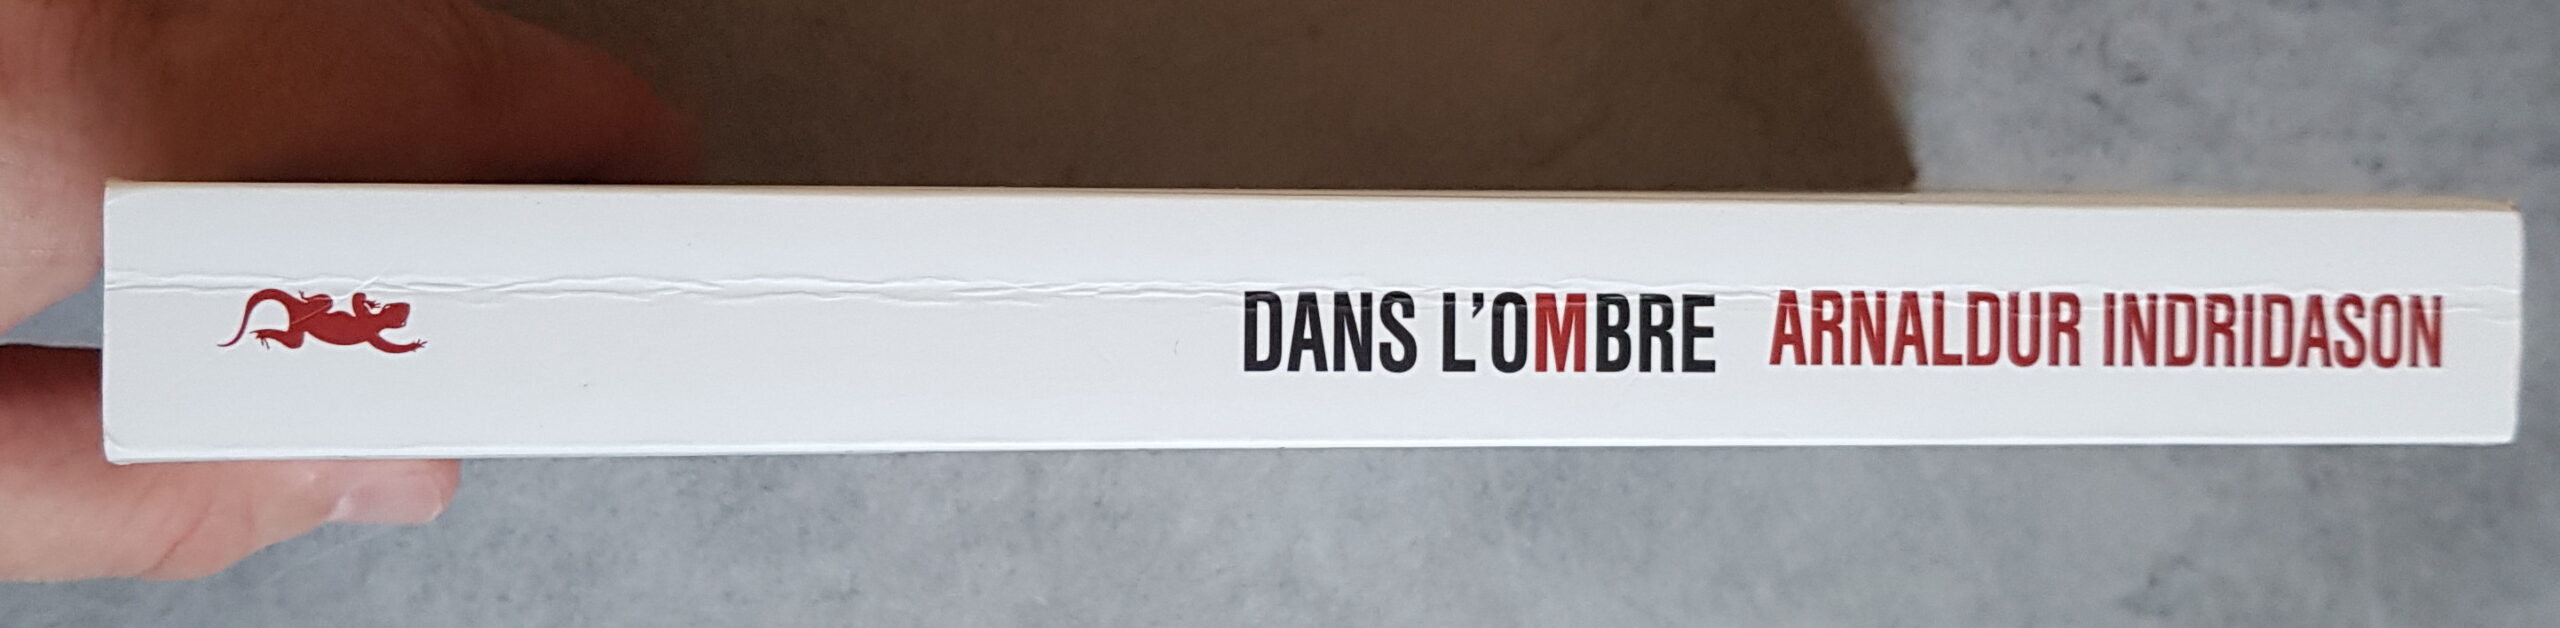 DANS L'OMBRE ARNALDUR INDRIDASON